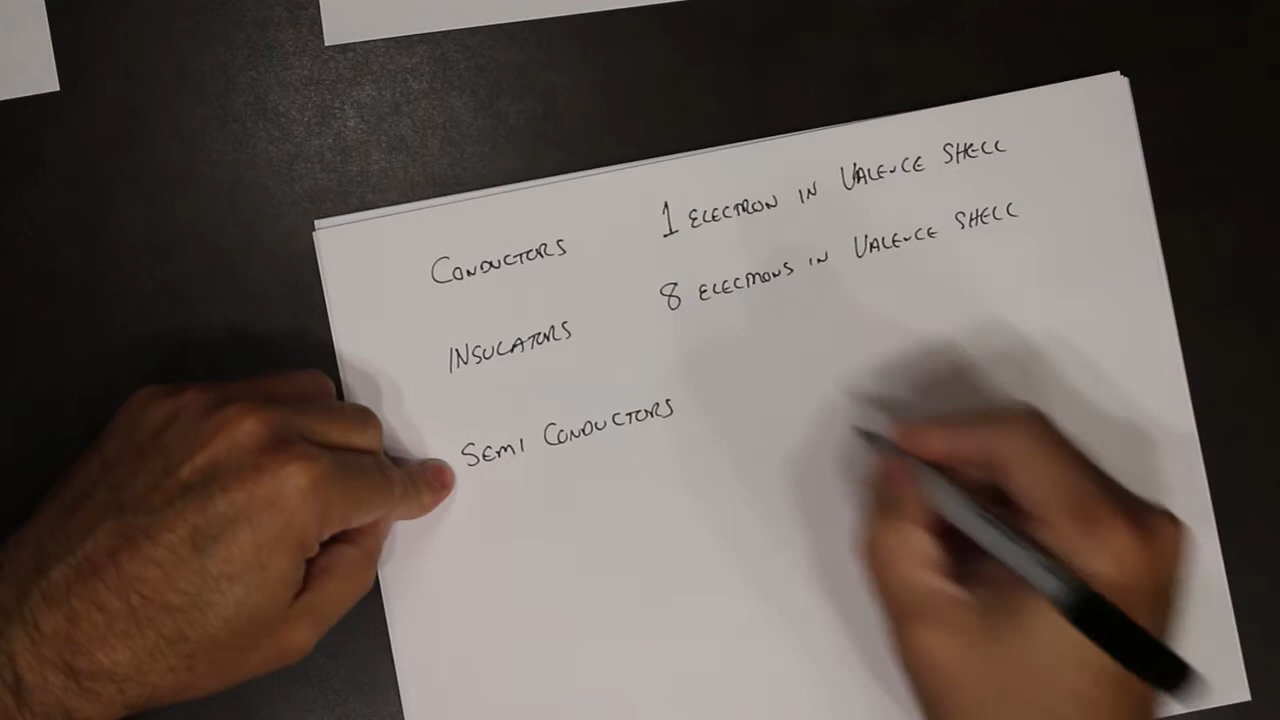 CONDUCTORS 1 ELECTRON IN VALENCE SHELL
INSULATORS 8 ELECTRONS IN VALENCE SHELL
SEMI CONDUCTORS